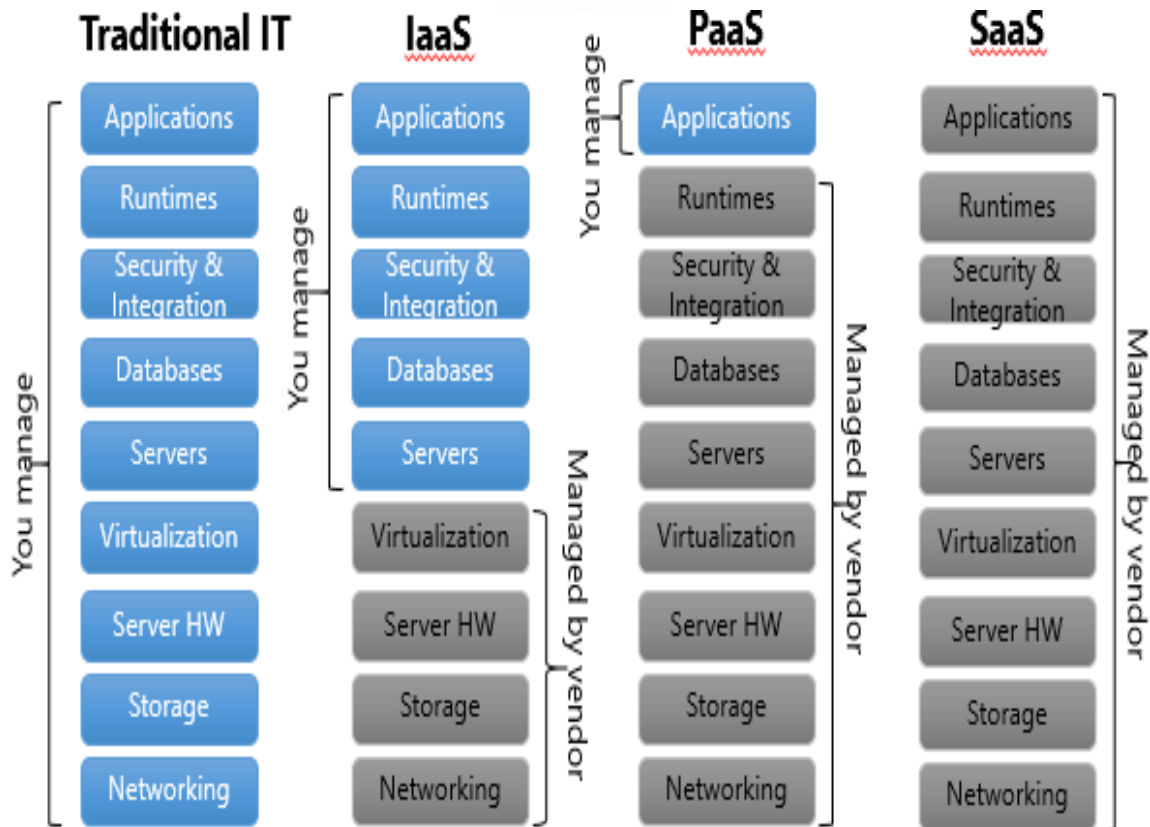 Traditional IT
IaaS
PaaS
SaaS
You manage
Applications
Runtimes
Security &
Integration
Databases
Servers
Virtualization
Server HW
Storage
Networking
You manage
Applications
Runtimes
Security &
Integration
Databases
Servers
Virtualization
Server HW
Storage
Networking
Managed by vendor
You manage
Applications
Runtimes
Security &
Integration
Databases
Servers
Virtualization
Server HW
Storage
Networking
Managed by vendor
Applications
Runtimes
Security &
Integration
Databases
Servers
Virtualization
Server HW
Storage
Networking
Managed by vendor